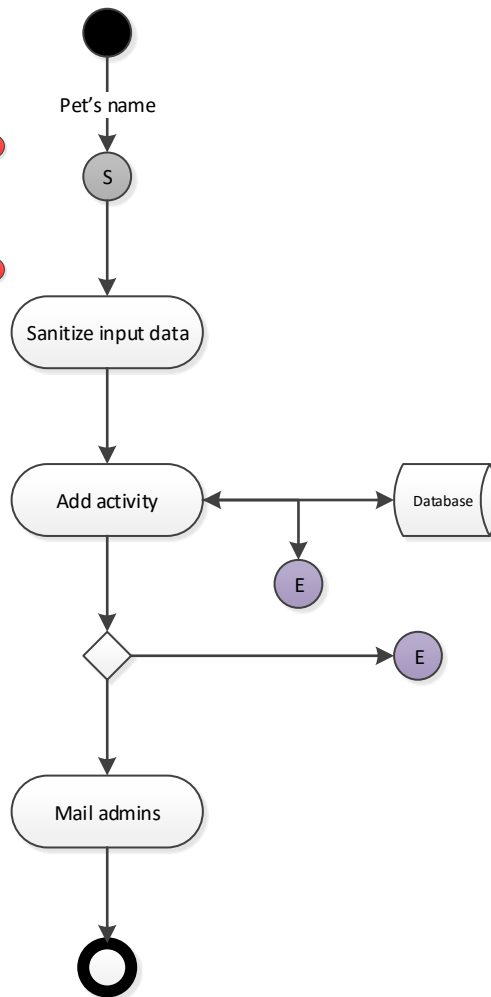 Pet’s name
S
Sanitize input data
Add activity
Database
E
E
Mail admins